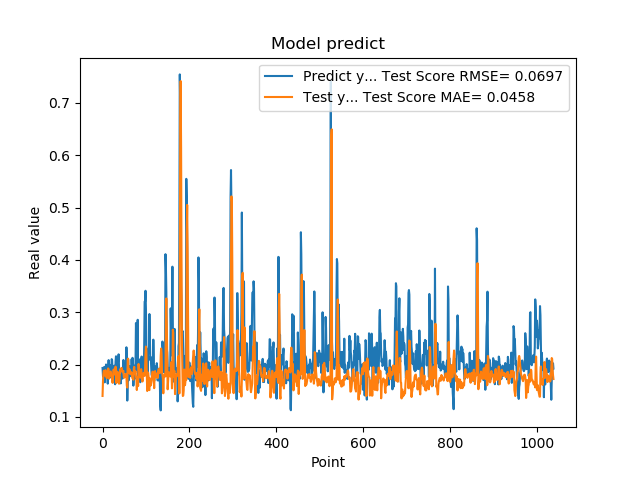 Model predict
Predict y... Test Score RMSE= 0.0697
Test y... Test Score MAE= 0.0458
Real value
0.7
0.6
0.5
0.4
0.3
0.2
0.1
0 200 400 600 800 1000
Point